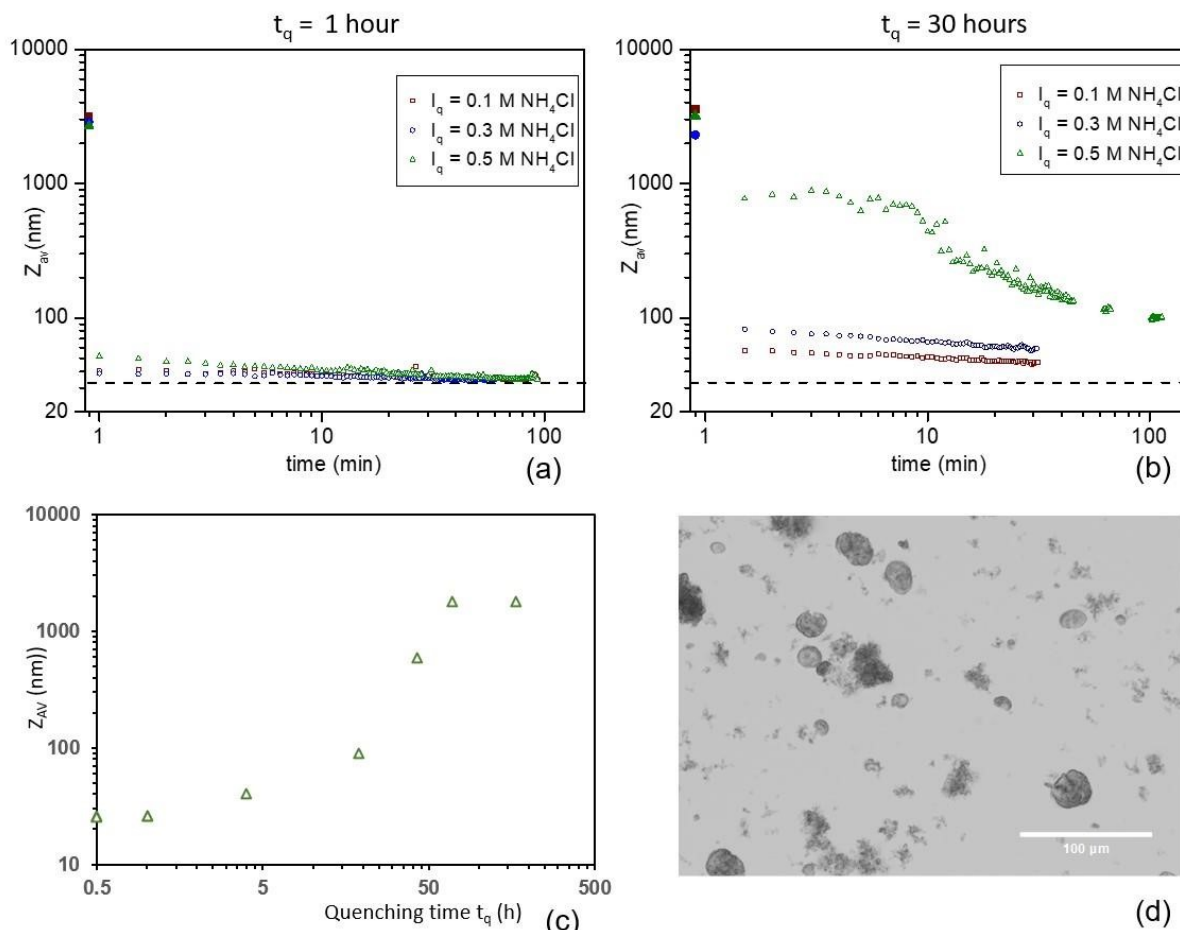 t_q = 1 hour
10000
1000
100
20
Z_av(nm)
I_q = 0.1 M NH_4Cl
I_q = 0.3 M NH_4Cl
I_q = 0.5 M NH_4Cl
1
10
100
time (min)
(a)
t_q = 30 hours
10000
1000
100
20
Z_av(nm)
I_q = 0.1 M NH_4Cl
I_q = 0.3 M NH_4Cl
I_q = 0.5 M NH_4Cl
1
10
100
time (min)
(b)
10000
1000
100
10
Z_AV (nm))
0.5
5
50
500
Quenching time t_q (h)
(c)
100 µm
(d)